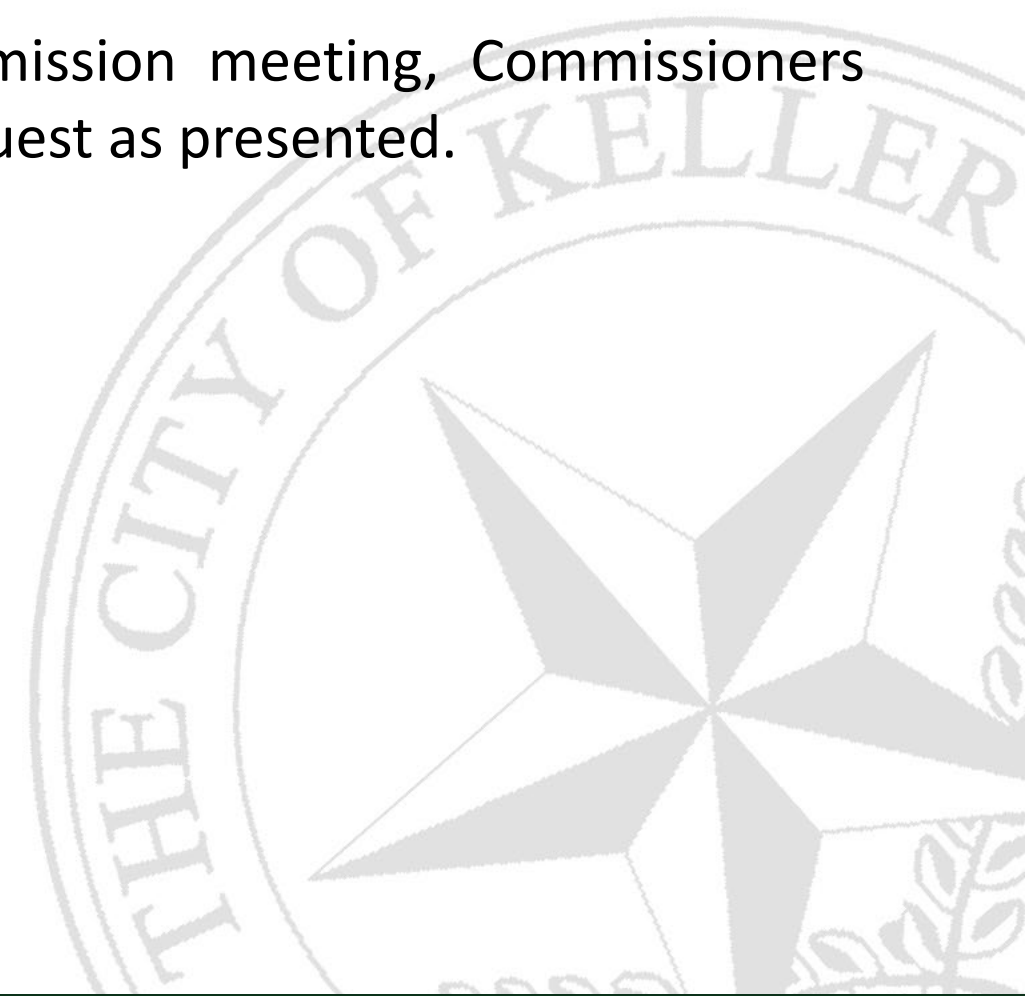 mission meeting, Commissioners
uest as presented.
THE CITY OF KELLER